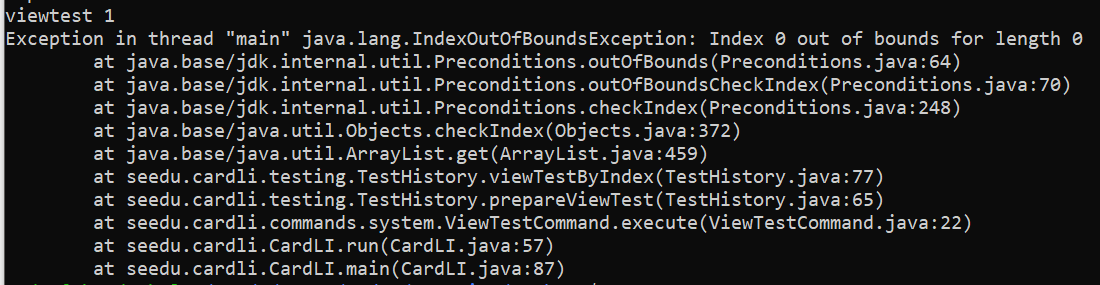 viewtest 1
Exception in thread "main" java.lang.IndexOutOfBoundsException: Index 0 out of bounds for length 0
        at java.base/jdk.internal.util.Preconditions.outOfBounds(Preconditions.java:64)
        at java.base/jdk.internal.util.Preconditions.outOfBoundsCheckIndex(Preconditions.java:70)
        at java.base/jdk.internal.util.Preconditions.checkIndex(Preconditions.java:248)
        at java.base/java.util.Objects.checkIndex(Objects.java:372)
        at java.base/java.util.ArrayList.get(ArrayList.java:459)
        at seedu.cardli.testing.TestHistory.viewTestByIndex(TestHistory.java:77)
        at seedu.cardli.testing.TestHistory.prepareViewTest(TestHistory.java:65)
        at seedu.cardli.commands.system.ViewTestCommand.execute(ViewTestCommand.java:22)
        at seedu.cardli.CardLI.run(CardLI.java:57)
        at seedu.cardli.CardLI.main(CardLI.java:87)